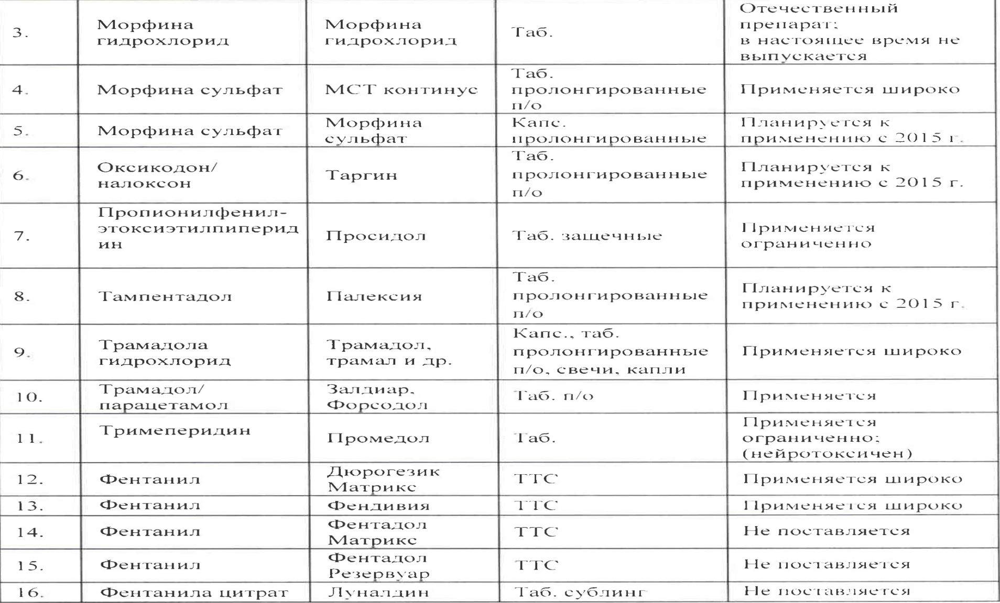 3.
Морфина
гидрохлорид
Морфина
гидрохлорид
Таб.
Отечественный
препарат;
в настоящее время не
выпускается
4.
Морфина сульфат
МСТ континус
Таб.
пролонгированные
п/о
Применяется широко
5.
Морфина сульфат
Морфина
сульфат
Капс.
пролонгированные
Планируется к
применению с 2015 г.
6.
Оксикодон/
налоксон
Таргин
Таб.
пролонгированные
п/о
Планируется к
применению с 2015 г.
7.
Пропионилфенил-
этоксиэтилпиперид
ин
Просидол
Таб. защечные
Применяется
ограниченно
8.
Тампентадол
Палексия
Таб.
пролонгированные
п/о
Планируется к
применению с 2015 г.
9.
Трамадола
гидрохлорид
Трамадол,
трамал и др.
Капс., таб.
пролонгированные
п/о, свечи, капли
Применяется широко
10.
Трамадол/
парацетамол
Залдиар,
Форсодол
Таб. п/о
Применяется
11.
Тримеперидин
Промедол
Таб.
Применяется
ограниченно;
(нейротоксичен)
12.
Фентанил
Дюрогезик
Матрикс
ТТС
Применяется широко
13.
Фентанил
Фендивия
ТТС
Применяется широко
14.
Фентанил
Фентадол
Матрикс
ТТС
Не поставляется
15.
Фентанил
Фентадол
Резервуар
ТТС
Не поставляется
16.
Фентанила цитрат
Луналдин
Таб. сублинг
Не поставляется